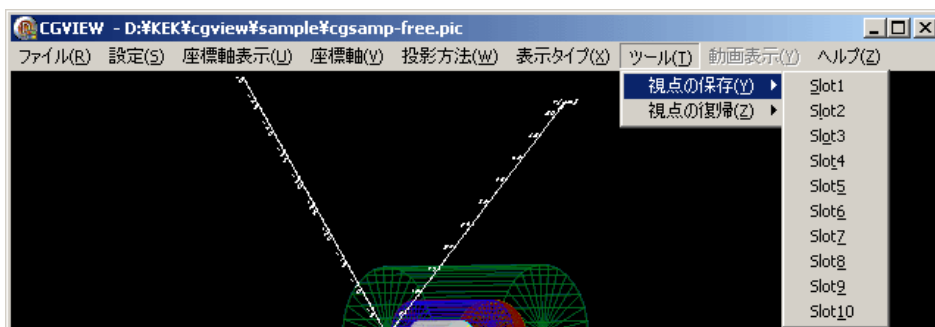 CGVIEW - D:¥KEK¥cgview¥sample¥cgsamp-free.pic
ファイル(R) 設定(S) 座標軸表示(U) 座標軸(V) 投影方法(W) 表示タイプ(X) ツール(T) 動画表示(Y) ヘルプ(Z)
視点の保存(Y)
視点の復帰(Z)
Slot1
Slot2
Slot3
Slot4
Slot5
Slot6
Slot7
Slot8
Slot9
Slot10